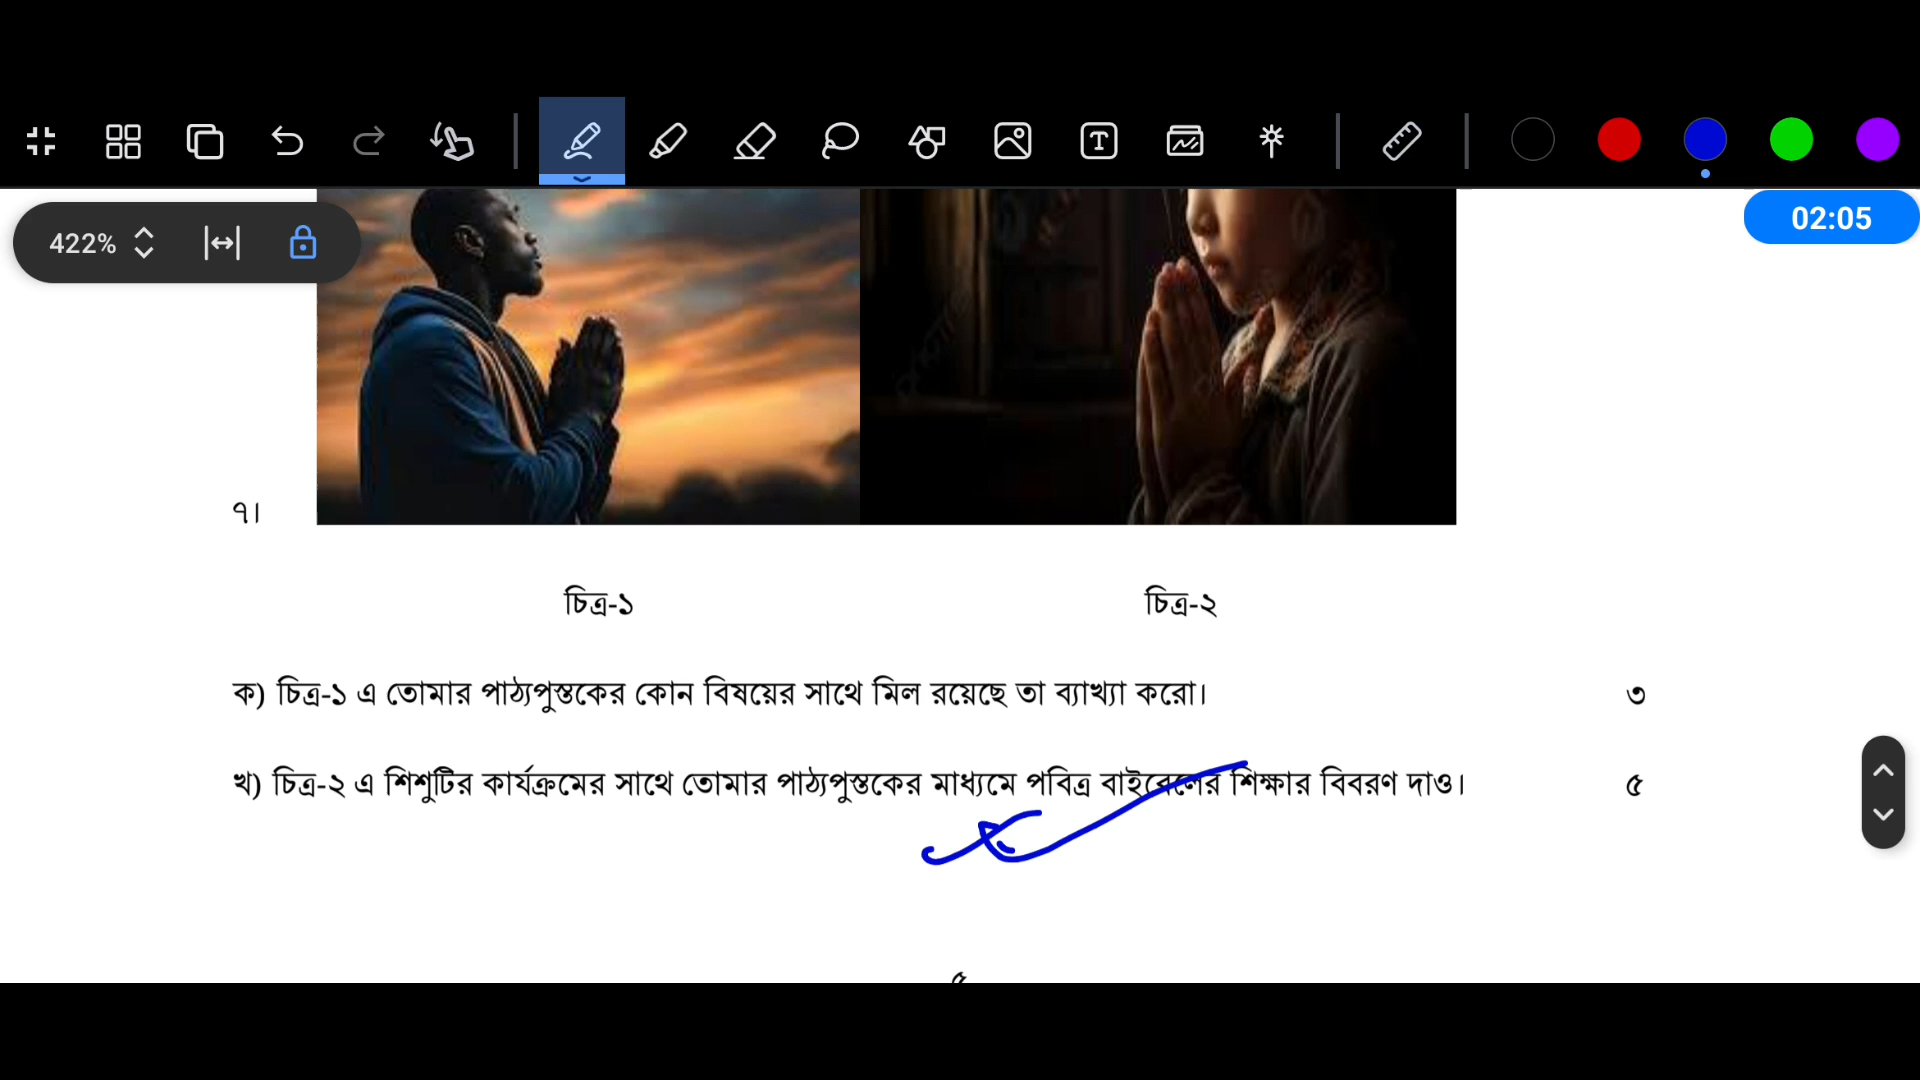 422%
02:05
৭।
চিত্র-১ চিত্র-২
ক) চিত্র-১ এ তোমার পাঠ্যপুস্তকের কোন বিষয়ের সাথে মিল রয়েছে তা ব্যাখ্যা করো। ৩
খ) চিত্র-২ এ শিশুটির কার্যক্রমের সাথে তোমার পাঠ্যপুস্তকের মাধ্যমে পবিত্র বাইবেলের শিক্ষার বিবরণ দাও। ৫